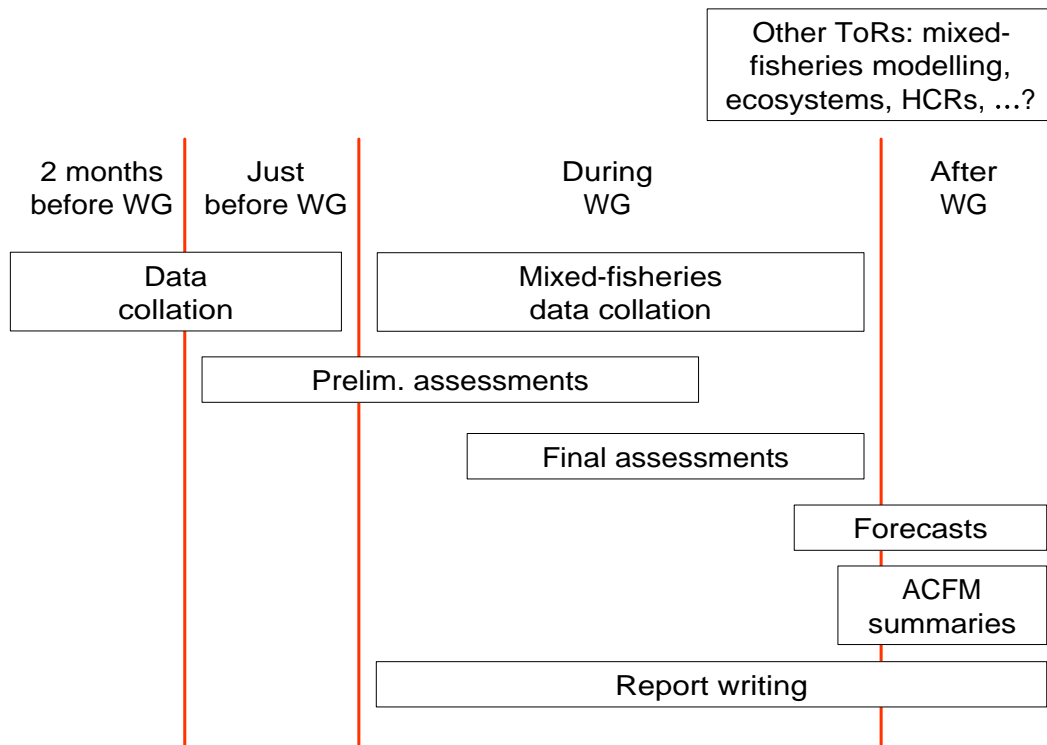 Other ToRs: mixed-
fisheries modelling,
ecosystems, HCRs, …?
2 months
before WG
Just
before WG
During
WG
After
WG
Data
collation
Mixed-fisheries
data collation
Prelim. assessments
Final assessments
Forecasts
ACFM
summaries
Report writing